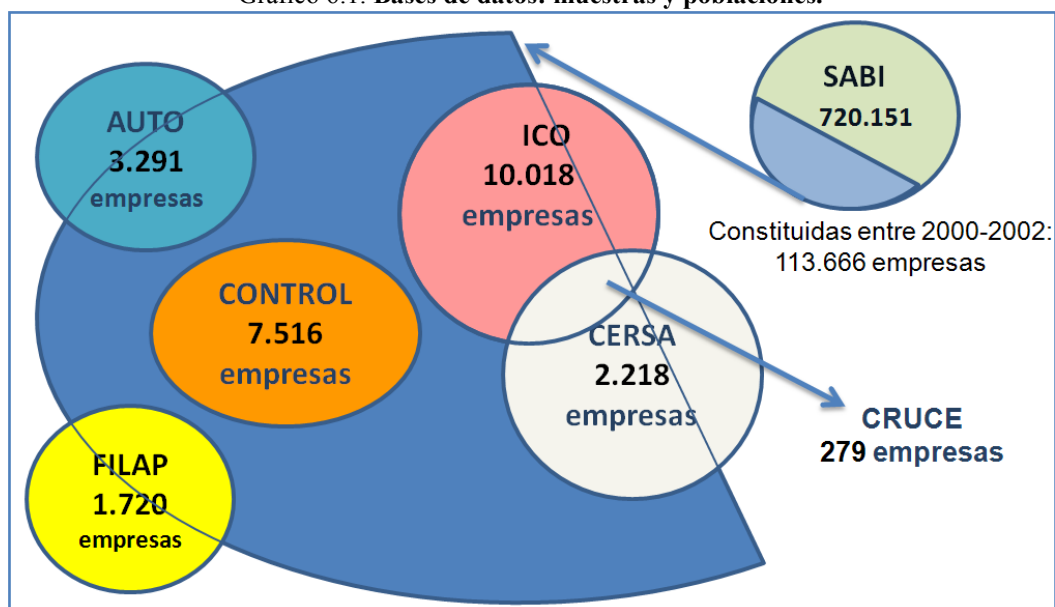 Gráfico 6.1. Bases de datos: muestras y poblaciones.
AUTO
3.291
empresas
ICO
10.018
empresas
SABI
720.151
Constituidas entre 2000-2002:
113.666 empresas
CONTROL
7.516
empresas
CERSA
2.218
empresas
CRUCE
279 empresas
FILAP
1.720
empresas